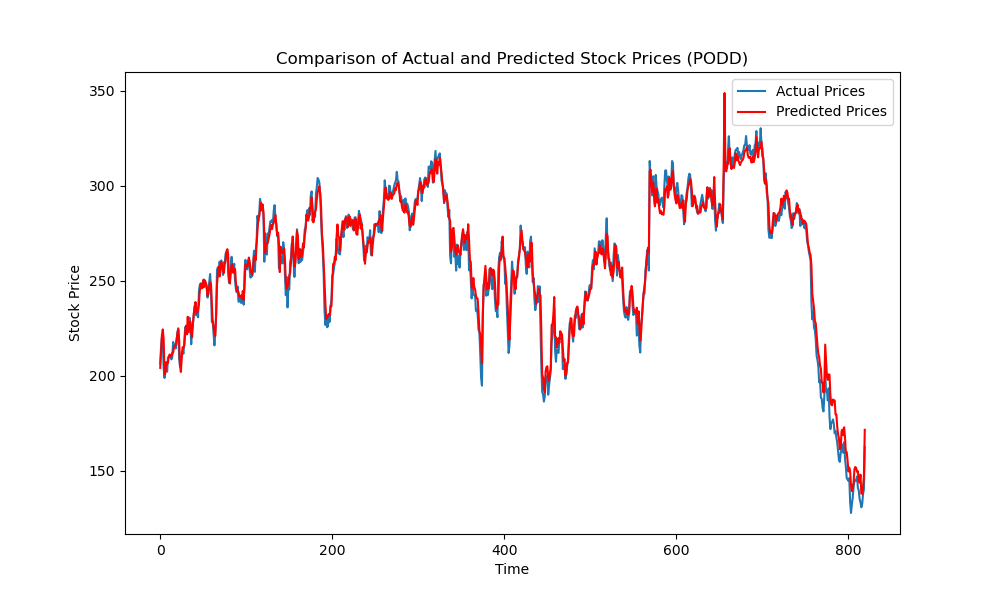 Comparison of Actual and Predicted Stock Prices (PODD)
Actual Prices
Predicted Prices
350
300
250
200
150
Stock Price
0 200 400 600 800
Time